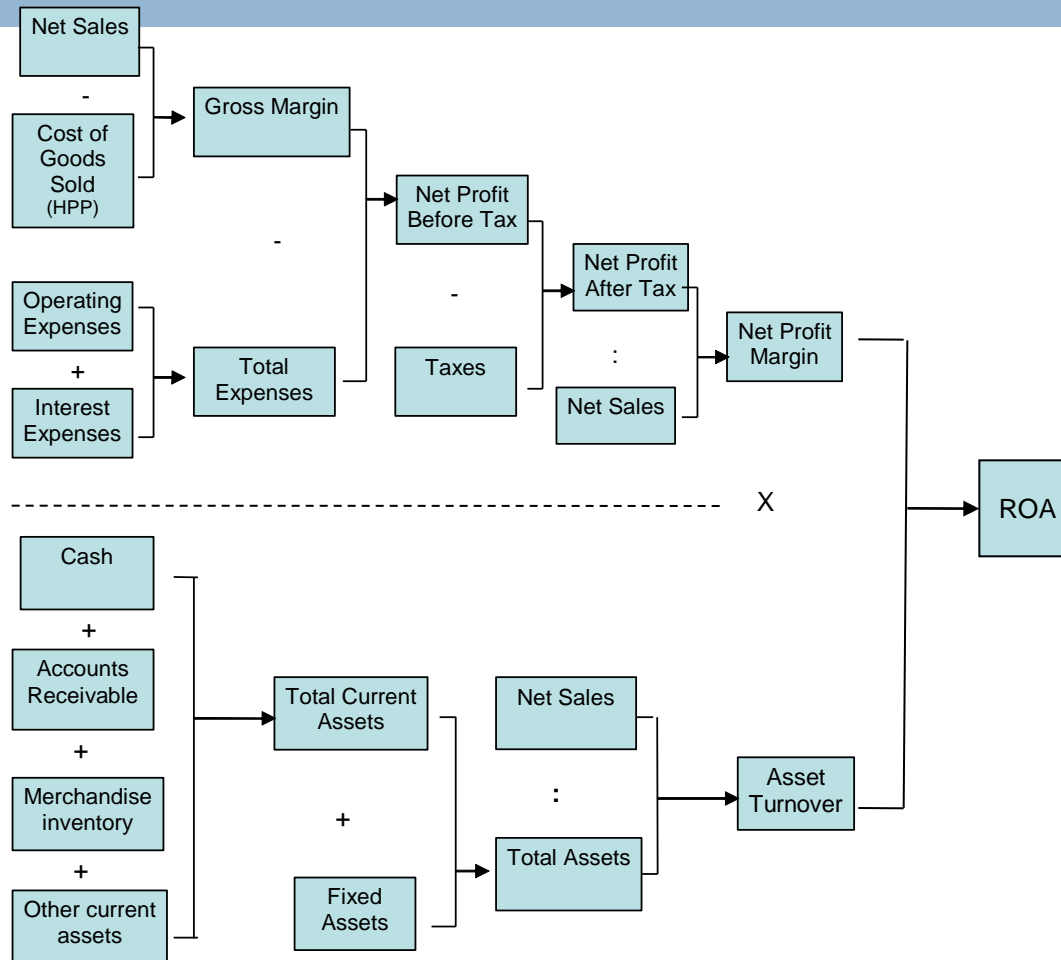 Net Sales
-
Cost of
Goods
Sold
(HPP)
Gross Margin
-
Operating
Expenses
+
Interest
Expenses
Total
Expenses
Net Profit
Before Tax
-
Taxes
Net Profit
After Tax
:
Net Sales
Net Profit
Margin
X
ROA
Cash
+
Accounts
Receivable
+
Merchandise
inventory
+
Other current
assets
Total Current
Assets
+
Fixed
Assets
Net Sales
:
Total Assets
Asset
Turnover